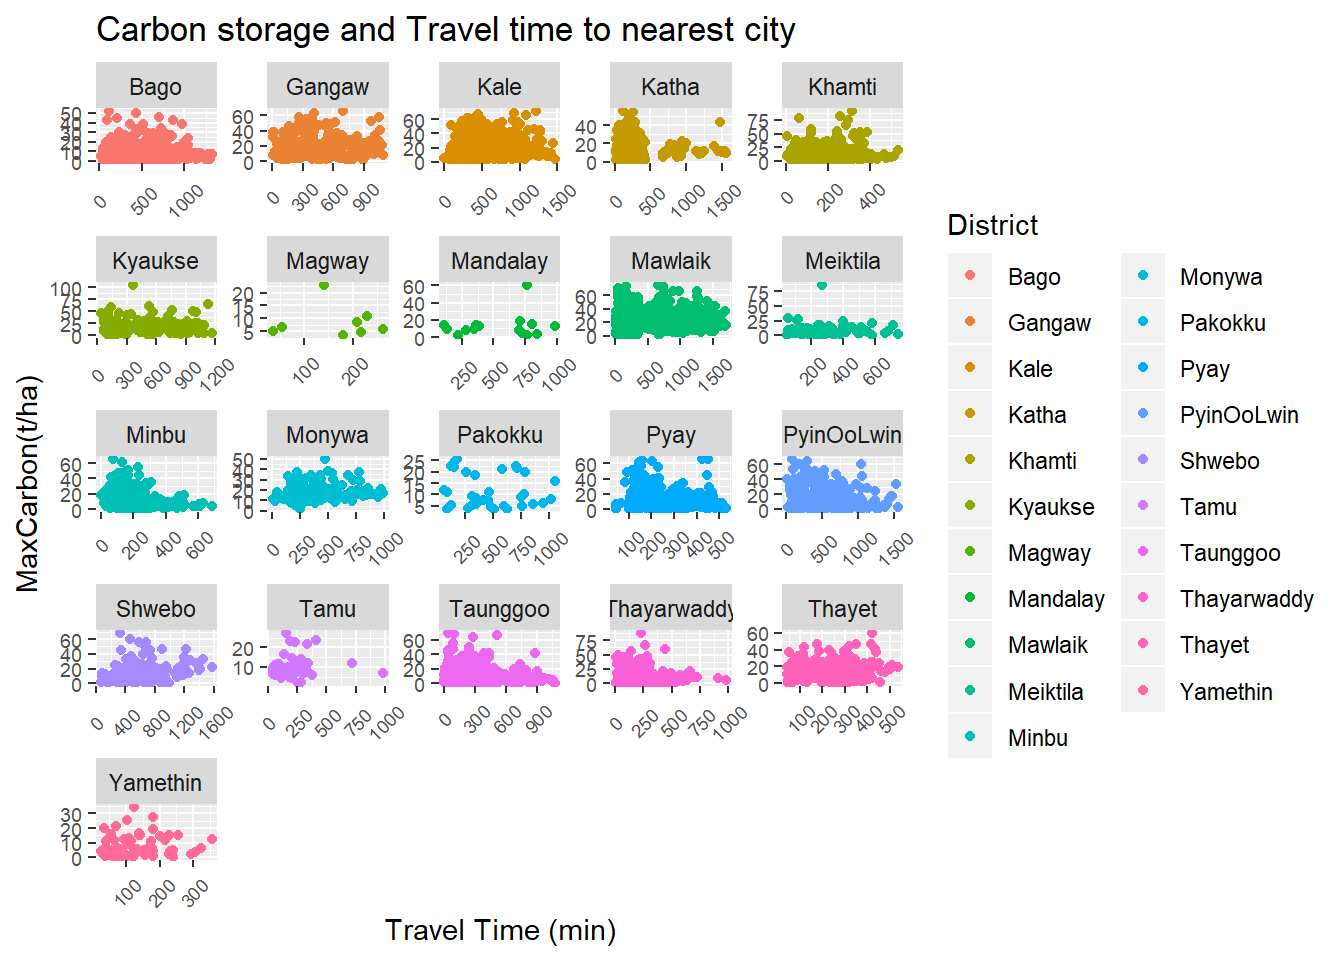 Carbon storage and Travel time to nearest city
MaxCarbon(t/ha)
Bago Gangaw Kale Katha Khamti
50 40 30 20 10 0
60 40 20 0
60 40 20 0
40 20 0
75 50 25 0
0 500 1000
0 300 600 900
0 500 1000 1500
0 500 1000 1500
0 200 400
Kyaukse Magway Mandalay Mawlaik Meiktila
100 75 50 25 0
20 15 10 5
60 40 20 0
60 40 20 0
75 50 25 0
0 300 600 900 1200
100 200
250 500 750 1000
0 500 1000 1500
200 400 600
Minbu Monywa Pakokku Pyay PyinOoLwin
60 40 20 0
50 40 30 20 10 0
25 20 15 10 5
60 40 20 0
60 40 20 0
0 200 400 600
0 250 500 750 1000
250 500 750 1000
100 200 300 400 500
0 500 1000 1500
Shwebo Tamu Taunggoo Thayarwaddy Thayet
60 40 20 0
20 10
60 40 20 0
75 50 25 0
60 40 20 0
0 400 800 1200 1600
0 250 500 750 1000
0 300 600 900
0 250 500 750 1000
100 200 300 400 500
Yamethin
30 20 10 0
100 200 300
Travel Time (min)
District
Bago
Gangaw
Kale
Katha
Khamti
Kyaukse
Magway
Mandalay
Mawlaik
Meiktila
Minbu
Monywa
Pakokku
Pyay
PyinOoLwin
Shwebo
Tamu
Taunggoo
Thayarwaddy
Thayet
Yamethin